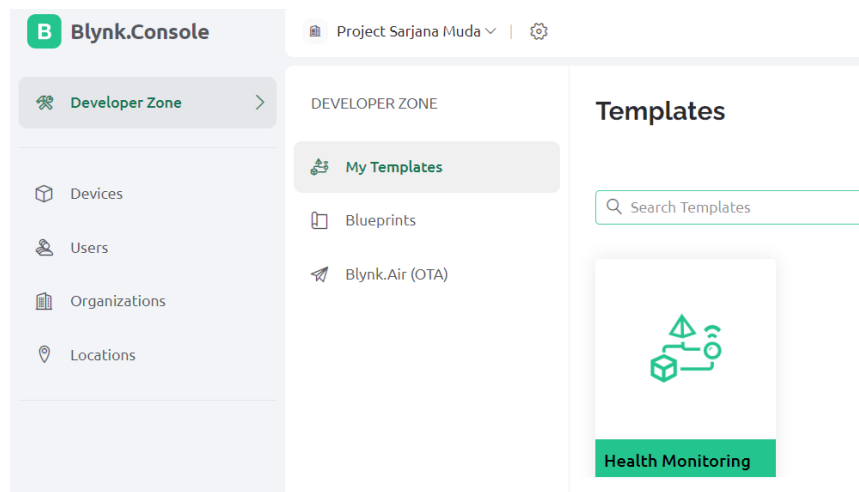 B Blynk.Console
Project Sarjana Muda
Developer Zone
Devices
Users
Organizations
Locations
DEVELOPER ZONE
My Templates
Blueprints
Blynk.Air (OTA)
Templates
Search Templates
Health Monitoring